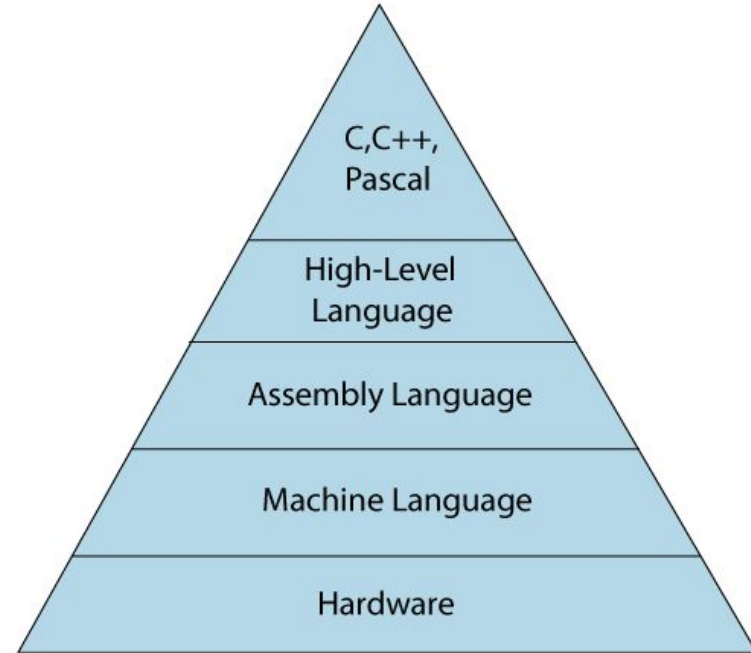 C,C++,
Pascal
High-Level
Language
Assembly Language
Machine Language
Hardware